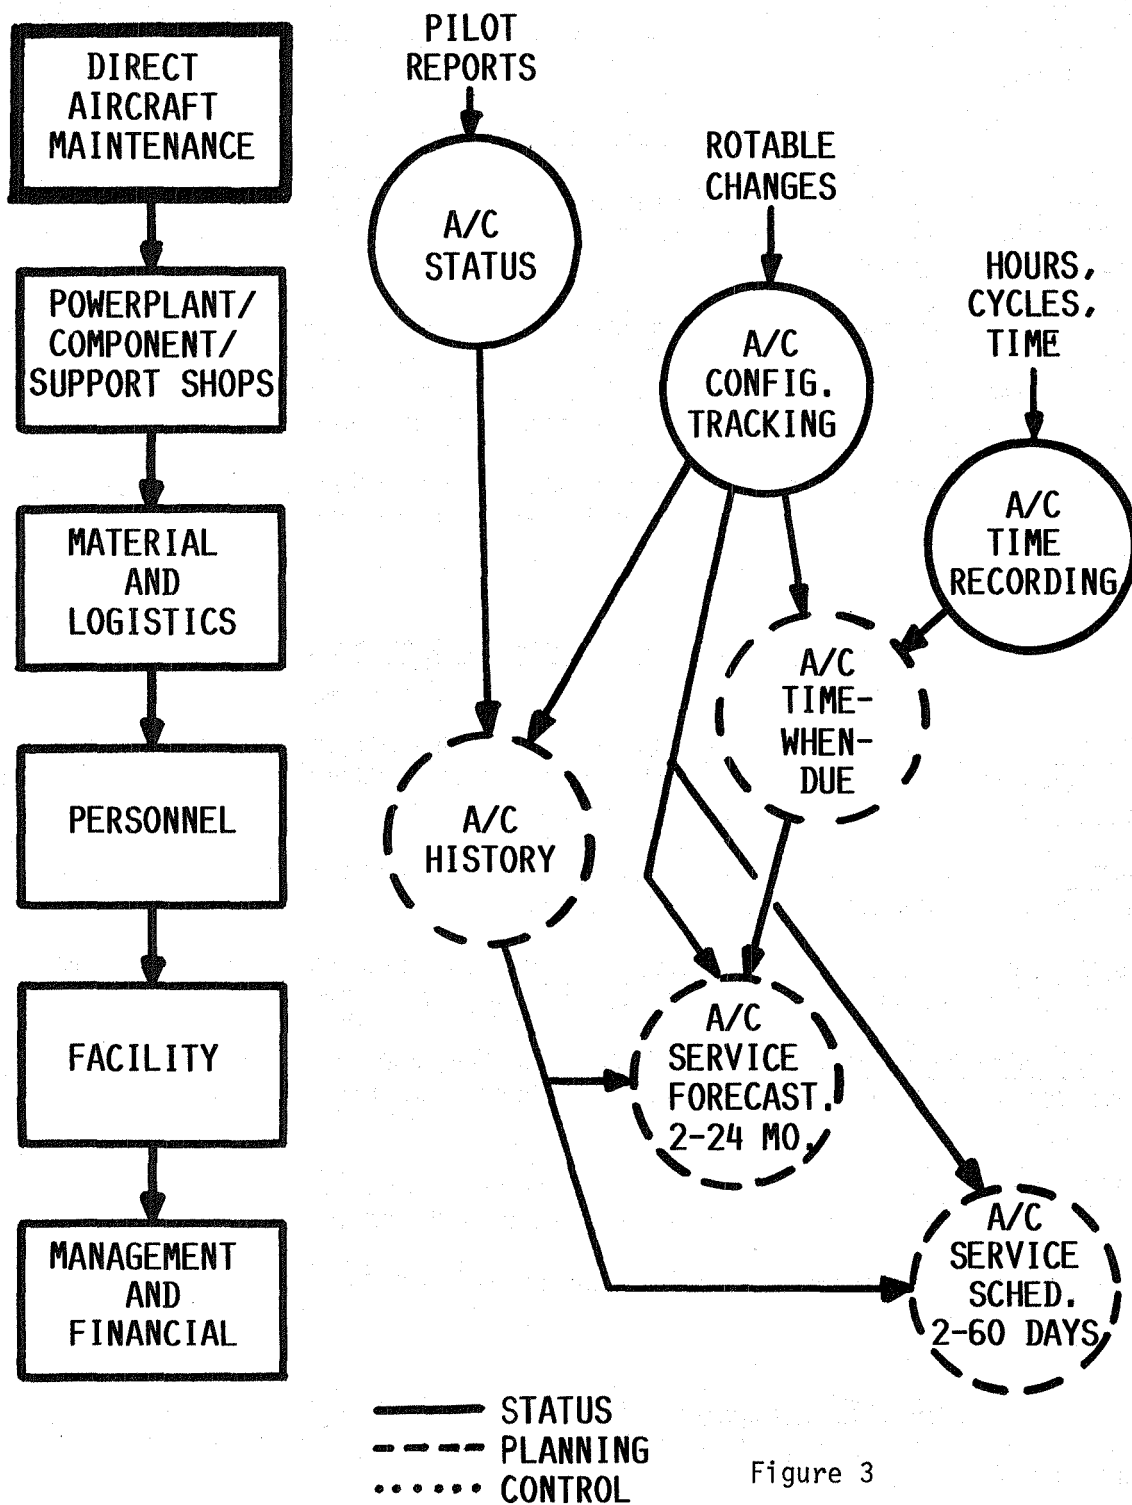 DIRECT
AIRCRAFT
MAINTENANCE
POWERPLANT/
COMPONENT/
SUPPORT SHOPS
MATERIAL
AND
LOGISTICS
PERSONNEL
FACILITY
MANAGEMENT
AND
FINANCIAL
PILOT
REPORTS
A/C
STATUS
ROTABLE
CHANGES
A/C
CONFIG.
TRACKING
HOURS,
CYCLES,
TIME
A/C
TIME
RECORDING
A/C
TIME-
WHEN-
DUE
A/C
HISTORY
A/C
SERVICE
FORECAST.
2-24 MO.
A/C
SERVICE
SCHED.
2-60 DAYS
STATUS
PLANNING
CONTROL
Figure 3